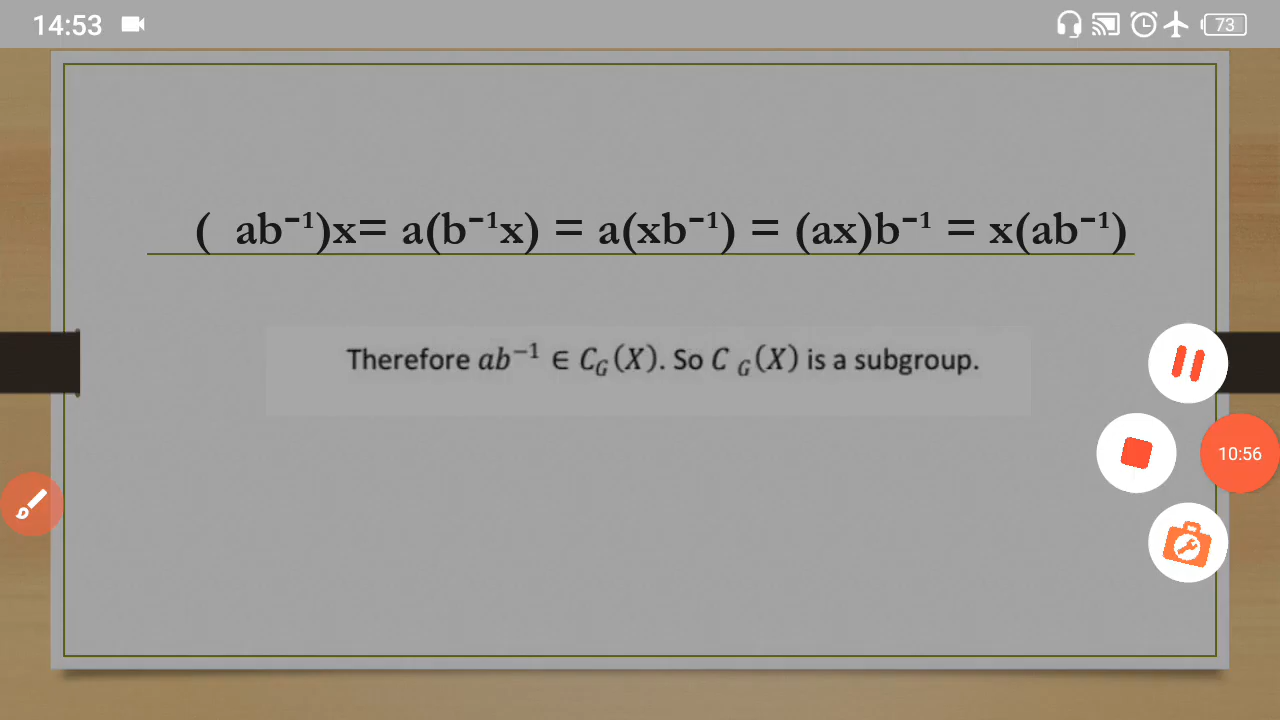 14:53
73
( ab⁻¹)x= a(b⁻¹x) = a(xb⁻¹) = (ax)b⁻¹ = x(ab⁻¹)
Therefore ab⁻¹ ∈ C_G(X). So C _G(X) is a subgroup.
10:56